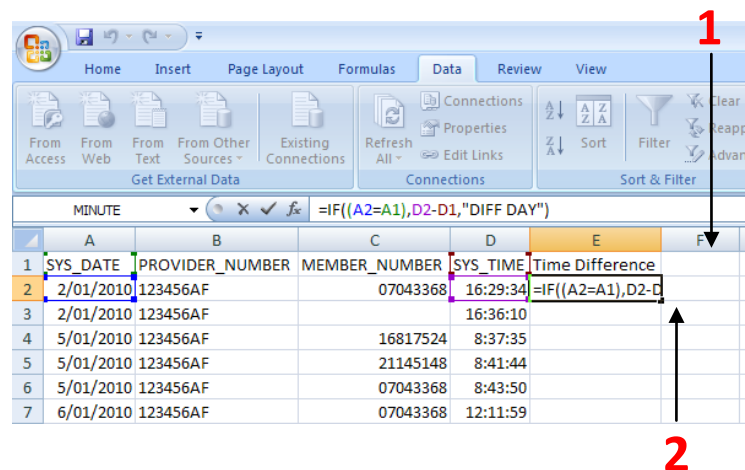 1
Home Insert Page Layout Formulas Data Review View
From Access From Web From Text From Other Sources Existing Connections
Get External Data
Refresh All Connections Properties Edit Links
Connections
A Z Z A Sort Filter Clear
Sort & Filter
MINUTE fx =IF((A2=A1),D2-D1,"DIFF DAY")
A B C D E F
1 SYS_DATE PROVIDER_NUMBER MEMBER_NUMBER SYS_TIME Time Difference
2 2/01/2010 123456AF 07043368 16:29:34 =IF((A2=A1),D2-D
3 2/01/2010 123456AF 16:36:10
4 5/01/2010 123456AF 16817524 8:37:35
5 5/01/2010 123456AF 21145148 8:41:44
6 5/01/2010 123456AF 07043368 8:43:50
7 6/01/2010 123456AF 07043368 12:11:59
2